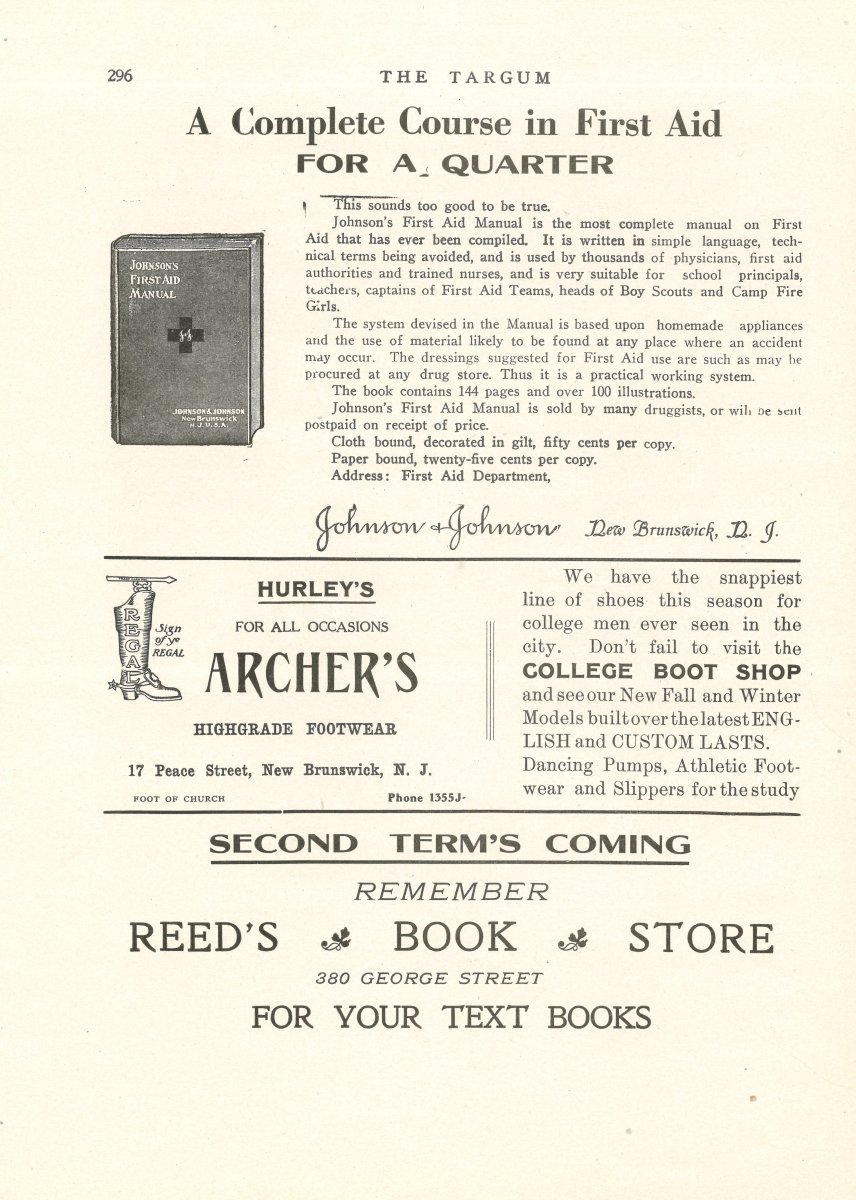 296
THE TARGUM
A Complete Course in First Aid
FOR A QUARTER
This sounds too good to be true.
Johnson's First Aid Manual is the most complete manual on First
Aid that has ever been compiled. It is written in simple language, tech-
nical terms being avoided, and is used by thousands of physicians, first aid
authorities and trained nurses, and is very suitable for school principals,
teachers, captains of First Aid Teams, heads of Boy Scouts and Camp Fire
Girls.
The system devised in the Manual is based upon homemade appliances
and the use of material likely to be found at any place where an accident
may occur. The dressings suggested for First Aid use are such as may be
procured at any drug store. Thus it is a practical working system.
The book contains 144 pages and over 100 illustrations.
Johnson's First Aid Manual is sold by many druggists, or will be sent
postpaid on receipt of price.
Cloth bound, decorated in gilt, fifty cents per copy.
Paper bound, twenty-five cents per copy.
Address: First Aid Department,
JOHNSON'S
FIRST AID
MANUAL
JOHNSON & JOHNSON
New Brunswick
N.J.U.S.A.
Johnson & Johnson New Brunswick, N. J.
REGAL
Sign
of ye
REGAL
HURLEY'S
FOR ALL OCCASIONS
ARCHER'S
HIGHGRADE FOOTWEAR
17 Peace Street, New Brunswick, N. J.
FOOT OF CHURCH Phone 1355J-
We have the snappiest
line of shoes this season for
college men ever seen in the
city. Don't fail to visit the
COLLEGE BOOT SHOP
and see our New Fall and Winter
Models built over the latest ENG-
LISH and CUSTOM LASTS.
Dancing Pumps, Athletic Foot-
wear and Slippers for the study
SECOND TERM'S COMING
REMEMBER
REED'S BOOK STORE
380 GEORGE STREET
FOR YOUR TEXT BOOKS